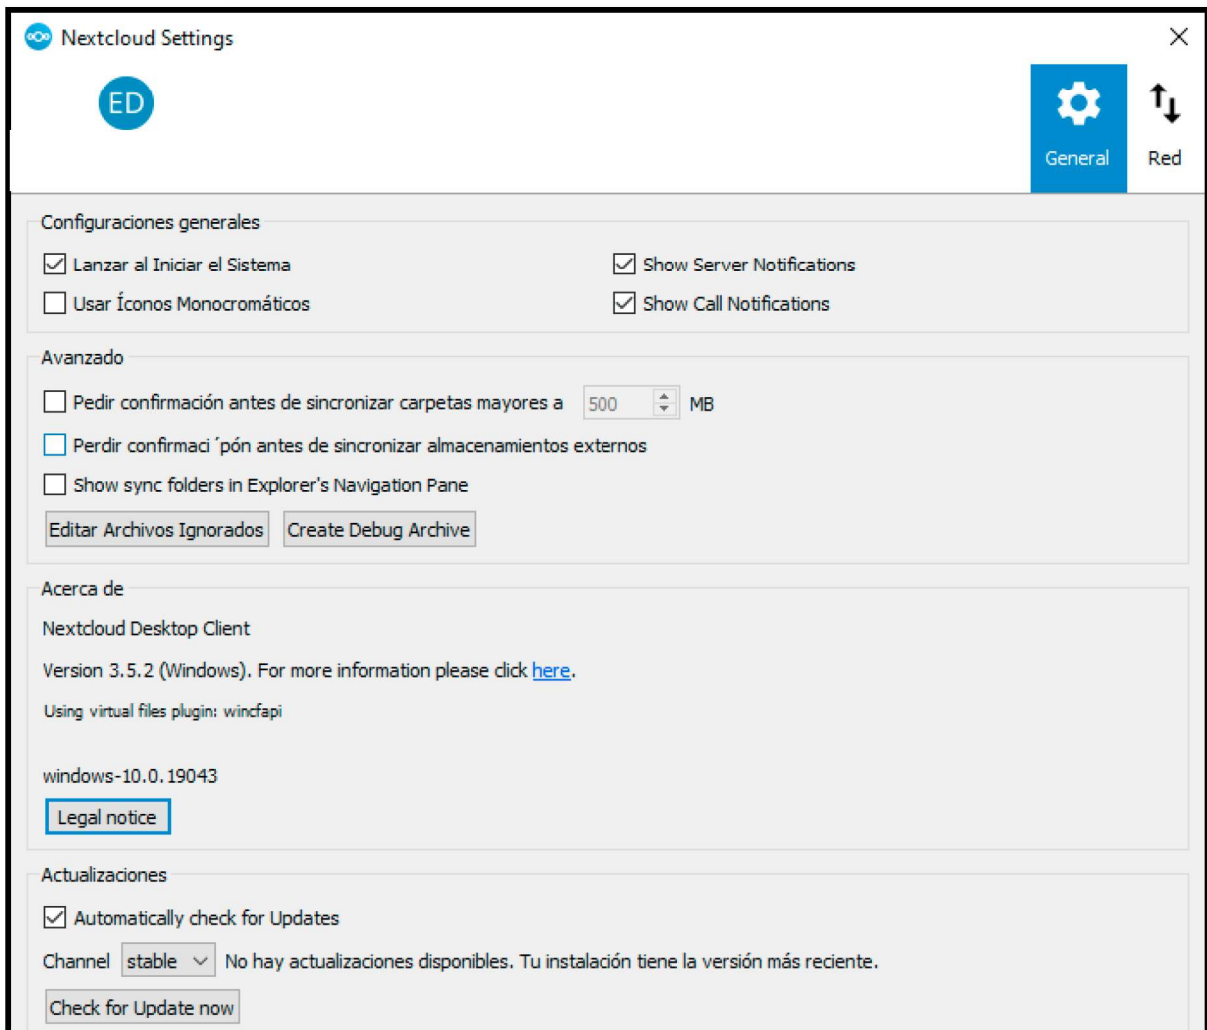 Nextcloud Settings
ED
General
Red
Configuraciones generales
Lanzar al Iniciar el Sistema
Show Server Notifications
Usar Íconos Monocromáticos
Show Call Notifications
Avanzado
Pedir confirmación antes de sincronizar carpetas mayores a 500 MB
Perdir confirmaci ´pón antes de sincronizar almacenamientos externos
Show sync folders in Explorer's Navigation Pane
Editar Archivos Ignorados
Create Debug Archive
Acerca de
Nextcloud Desktop Client
Version 3.5.2 (Windows). For more information please click here.
Using virtual files plugin: wincfapi
windows-10.0.19043
Legal notice
Actualizaciones
Automatically check for Updates
Channel stable No hay actualizaciones disponibles. Tu instalación tiene la versión más reciente.
Check for Update now